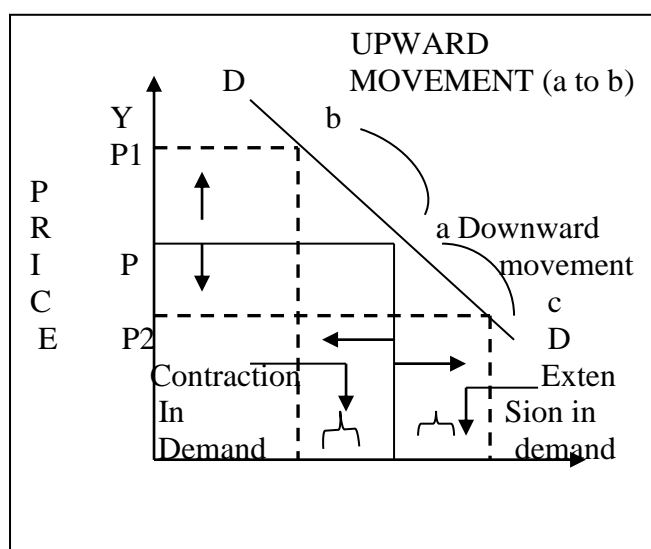 UPWARD
MOVEMENT (a to b)
D
Y
b
P1
P
R
I
C
E
a Downward
movement
P
c
P2
D
Contraction
Exten
In
Sion in
Demand
demand